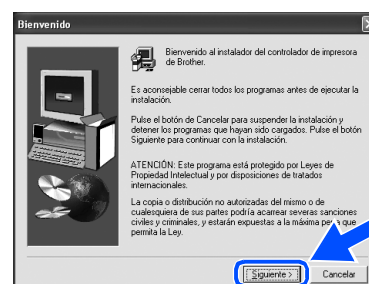 Bienvenido
Bienvenido al instalador del controlador de impresora
de Brother.
Es aconsejable cerrar todos los programas antes de ejecutar la
instalación.
Pulse el botón de Cancelar para suspender la instalación y
detener los programas que hayan sido cargados. Pulse el botón
Siguiente para continuar con la instalación.
ATENCIÓN: Este programa está protegido por Leyes de
Propiedad Intelectual y por disposiciones de tratados
internacionales.
La copia o distribución no autorizadas del mismo o de
cualesquiera de sus partes podría acarrear severas sanciones
civiles y criminales, y estarán expuestas a la máxima que
permita la Ley.
Siguiente >
Cancelar